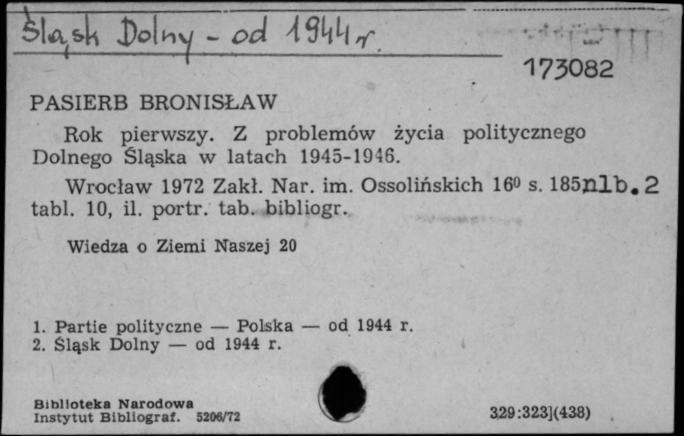 Śląsk Dolny - od 1944 r.
173082
PASIERB BRONISŁAW
Rok pierwszy. Z problemów życia politycznego
Dolnego Śląska w latach 1945-1946.
Wrocław 1972 Zakł. Nar. im. Ossolińskich 16⁰ s. 185nlb.2
tabl. 10, il. portr. tab. bibliogr.
Wiedza o Ziemi Naszej 20
1. Partie polityczne — Polska — od 1944 r.
2. Śląsk Dolny — od 1944 r.
Biblioteka Narodowa
Instytut Bibliograf. 5206/72
329:323](438)